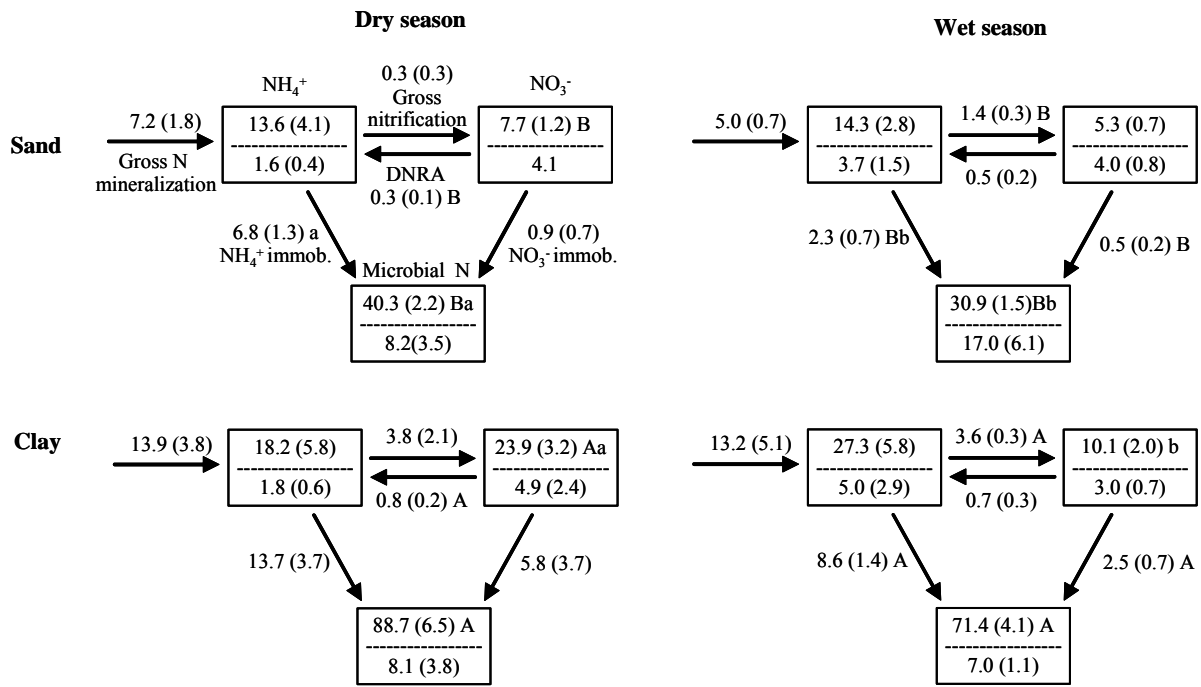 Dry season
Wet season
Sand
NH₄⁺
0.3 (0.3)
Gross
nitrification
NO₃⁻
7.2 (1.8)
Gross N
mineralization
13.6 (4.1)
1.6 (0.4)
7.7 (1.2) B
4.1
DNRA
0.3 (0.1) B
6.8 (1.3) a
NH₄⁺ immob.
0.9 (0.7)
NO₃⁻ immob.
Microbial N
40.3 (2.2) Ba
8.2(3.5)
5.0 (0.7)
14.3 (2.8)
3.7 (1.5)
1.4 (0.3) B
0.5 (0.2)
5.3 (0.7)
4.0 (0.8)
2.3 (0.7) Bb
0.5 (0.2) B
30.9 (1.5)Bb
17.0 (6.1)
Clay
13.9 (3.8)
18.2 (5.8)
1.8 (0.6)
3.8 (2.1)
0.8 (0.2) A
23.9 (3.2) Aa
4.9 (2.4)
13.7 (3.7)
5.8 (3.7)
88.7 (6.5) A
8.1 (3.8)
13.2 (5.1)
27.3 (5.8)
5.0 (2.9)
3.6 (0.3) A
0.7 (0.3)
10.1 (2.0) b
3.0 (0.7)
8.6 (1.4) A
2.5 (0.7) A
71.4 (4.1) A
7.0 (1.1)